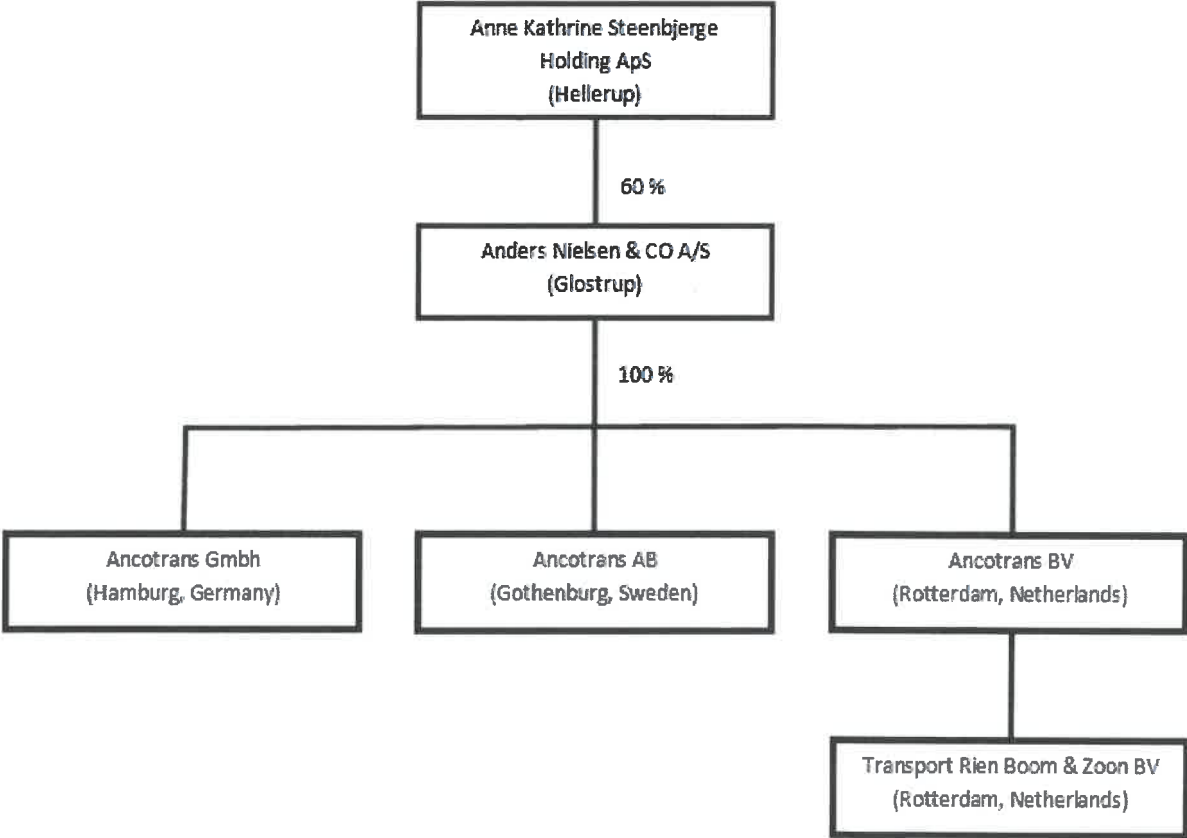 Anne Kathrine Steenbjerge
Holding ApS
(Hellerup)
60 %
Anders Nielsen & CO A/S
(Glostrup)
100 %
Ancotrans Gmbh
(Hamburg, Germany)
Ancotrans AB
(Gothenburg, Sweden)
Ancotrans BV
(Rotterdam, Netherlands)
Transport Rien Boom & Zoon BV
(Rotterdam, Netherlands)